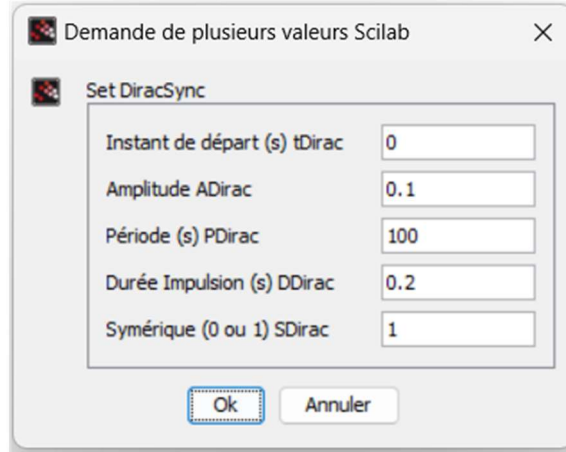 Demande de plusieurs valeurs Scilab
Set DiracSync
Instant de départ (s) tDirac 0
Amplitude ADirac 0.1
Période (s) PDirac 100
Durée Impulsion (s) DDirac 0.2
Symérique (0 ou 1) SDirac 1
Ok Annuler